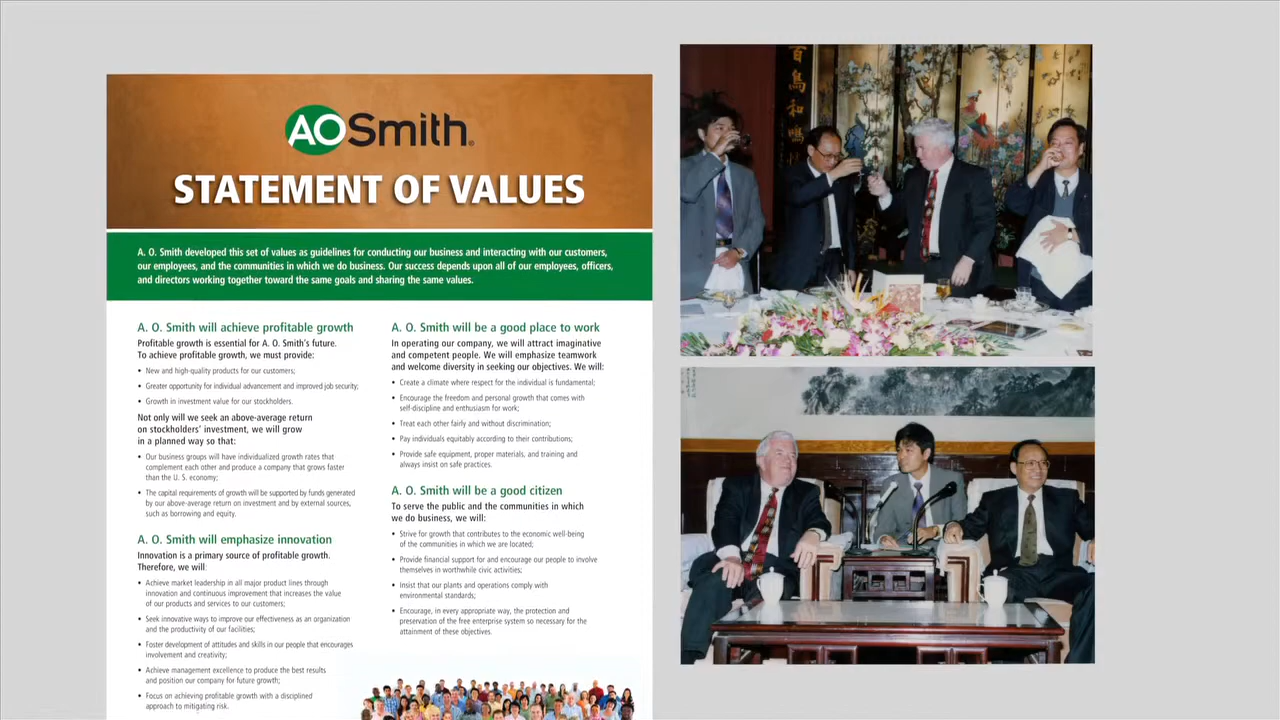 AOSmith®
STATEMENT OF VALUES
A. O. Smith developed this set of values as guidelines for conducting our business and interacting with our customers,
our employees, and the communities in which we do business. Our success depends upon all of our employees, officers,
and directors working together toward the same goals and sharing the same values.
A. O. Smith will achieve profitable growth
Profitable growth is essential for A. O. Smith's future.
To achieve profitable growth, we must provide:
• New and high-quality products for our customers;
• Greater opportunity for individual advancement and improved job security;
• Growth in investment value for our stockholders.
Not only will we seek an above-average return
on stockholders' investment, we will grow
in a planned way so that:
• Our business groups will have individualized growth rates that
complement each other and produce a company that grows faster
than the U. S. economy;
• The capital requirements of growth will be supported by funds generated
by our above-average return on investment and by external sources,
such as borrowing and equity.
A. O. Smith will emphasize innovation
Innovation is a primary source of profitable growth.
Therefore, we will:
• Achieve market leadership in all major product lines through
innovation and continuous improvement that increases the value
of our products and services to our customers;
• Seek innovative ways to improve our effectiveness as an organization
and the productivity of our facilities;
• Foster development of attitudes and skills in our people that encourages
involvement and creativity;
• Achieve management excellence to produce the best results
and position our company for future growth;
• Focus on achieving profitable growth with a disciplined
approach to mitigating risk.
A. O. Smith will be a good place to work
In operating our company, we will attract imaginative
and competent people. We will emphasize teamwork
and welcome diversity in seeking our objectives. We will:
• Create a climate where respect for the individual is fundamental;
• Encourage the freedom and personal growth that comes with
self-discipline and enthusiasm for work;
• Treat each other fairly and without discrimination;
• Pay individuals equitably according to their contributions;
• Provide safe equipment, proper materials, and training and
always insist on safe practices.
A. O. Smith will be a good citizen
To serve the public and the communities in which
we do business, we will:
• Strive for growth that contributes to the economic well-being
of the communities in which we are located;
• Provide financial support for and encourage our people to involve
themselves in worthwhile civic activities;
• Insist that our plants and operations comply with
environmental standards;
• Encourage, in every appropriate way, the protection and
preservation of the free enterprise system so necessary for the
attainment of these objectives.
百鳥和鳴